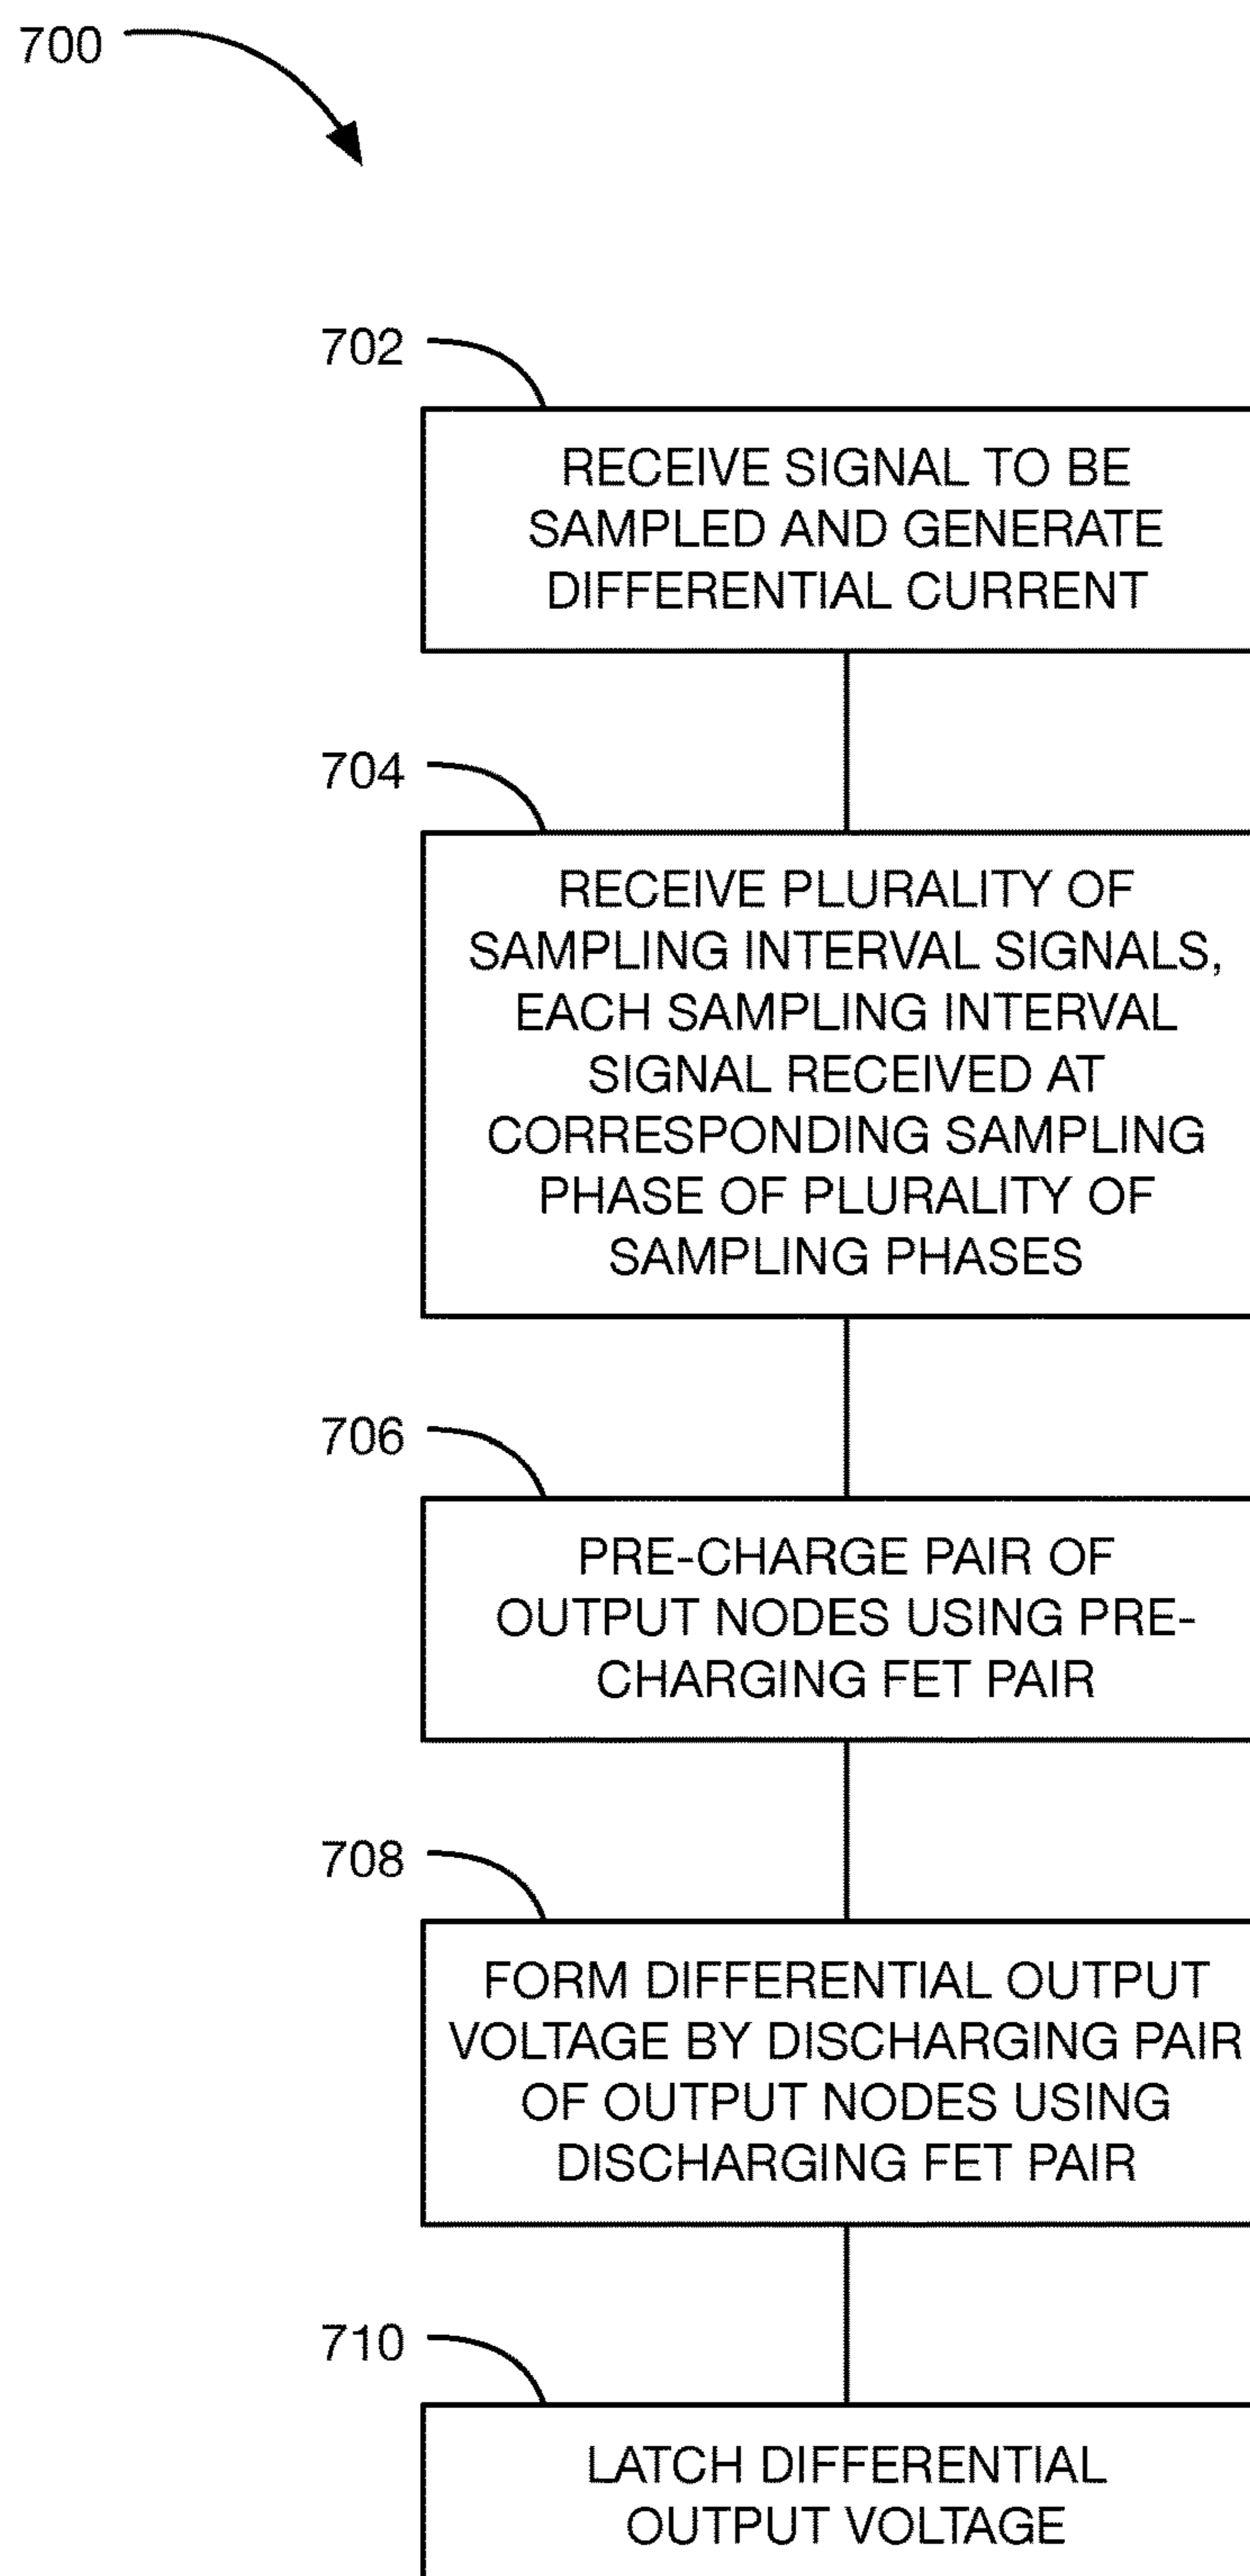 700
702
RECEIVE SIGNAL TO BE
SAMPLED AND GENERATE
DIFFERENTIAL CURRENT
704
RECEIVE PLURALITY OF
SAMPLING INTERVAL SIGNALS,
EACH SAMPLING INTERVAL
SIGNAL RECEIVED AT
CORRESPONDING SAMPLING
PHASE OF PLURALITY OF
SAMPLING PHASES
706
PRE-CHARGE PAIR OF
OUTPUT NODES USING PRE-
CHARGING FET PAIR
708
FORM DIFFERENTIAL OUTPUT
VOLTAGE BY DISCHARGING PAIR
OF OUTPUT NODES USING
DISCHARGING FET PAIR
710
LATCH DIFFERENTIAL
OUTPUT VOLTAGE